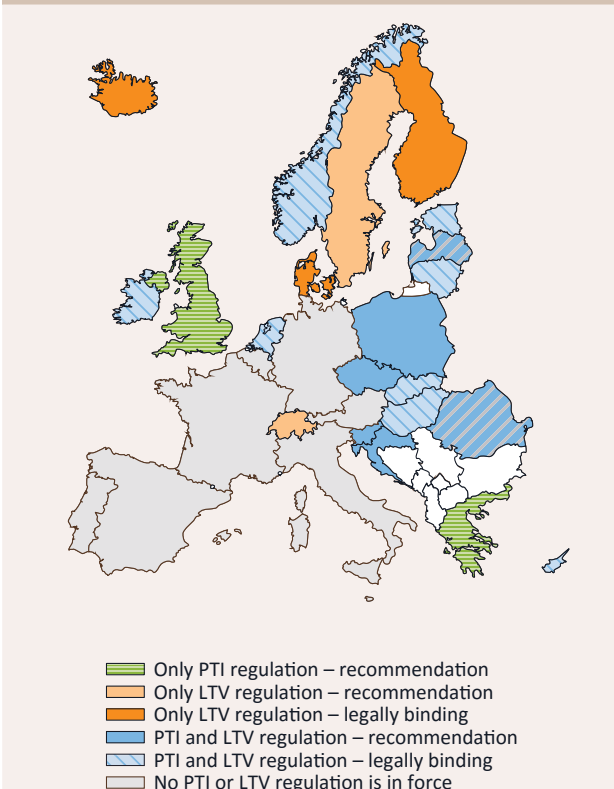 Only PTI regulation – recommendation
Only LTV regulation – recommendation
Only LTV regulation – legally binding
PTI and LTV regulation – recommendation
PTI and LTV regulation – legally binding
No PTI or LTV regulation is in force